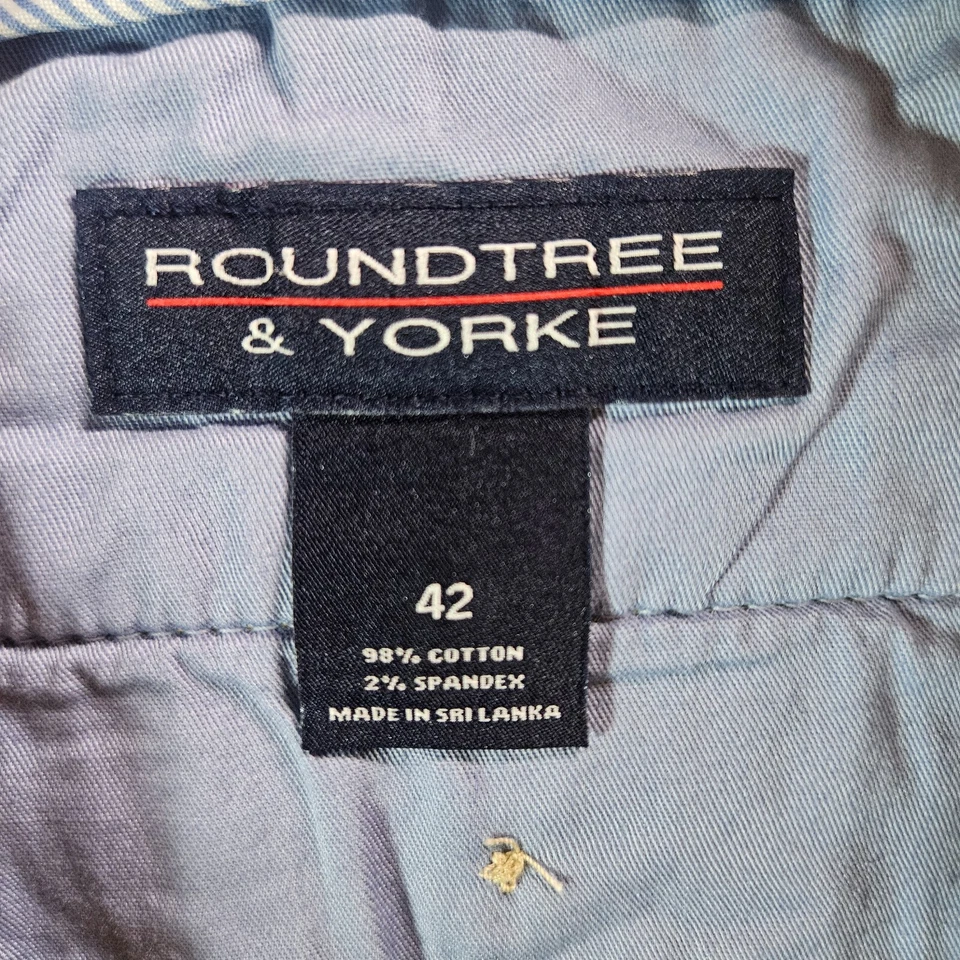 ROUNDTREE
& YORKE
42
98% COTTON
2% SPANDEX
MADE IN SRI LANKA